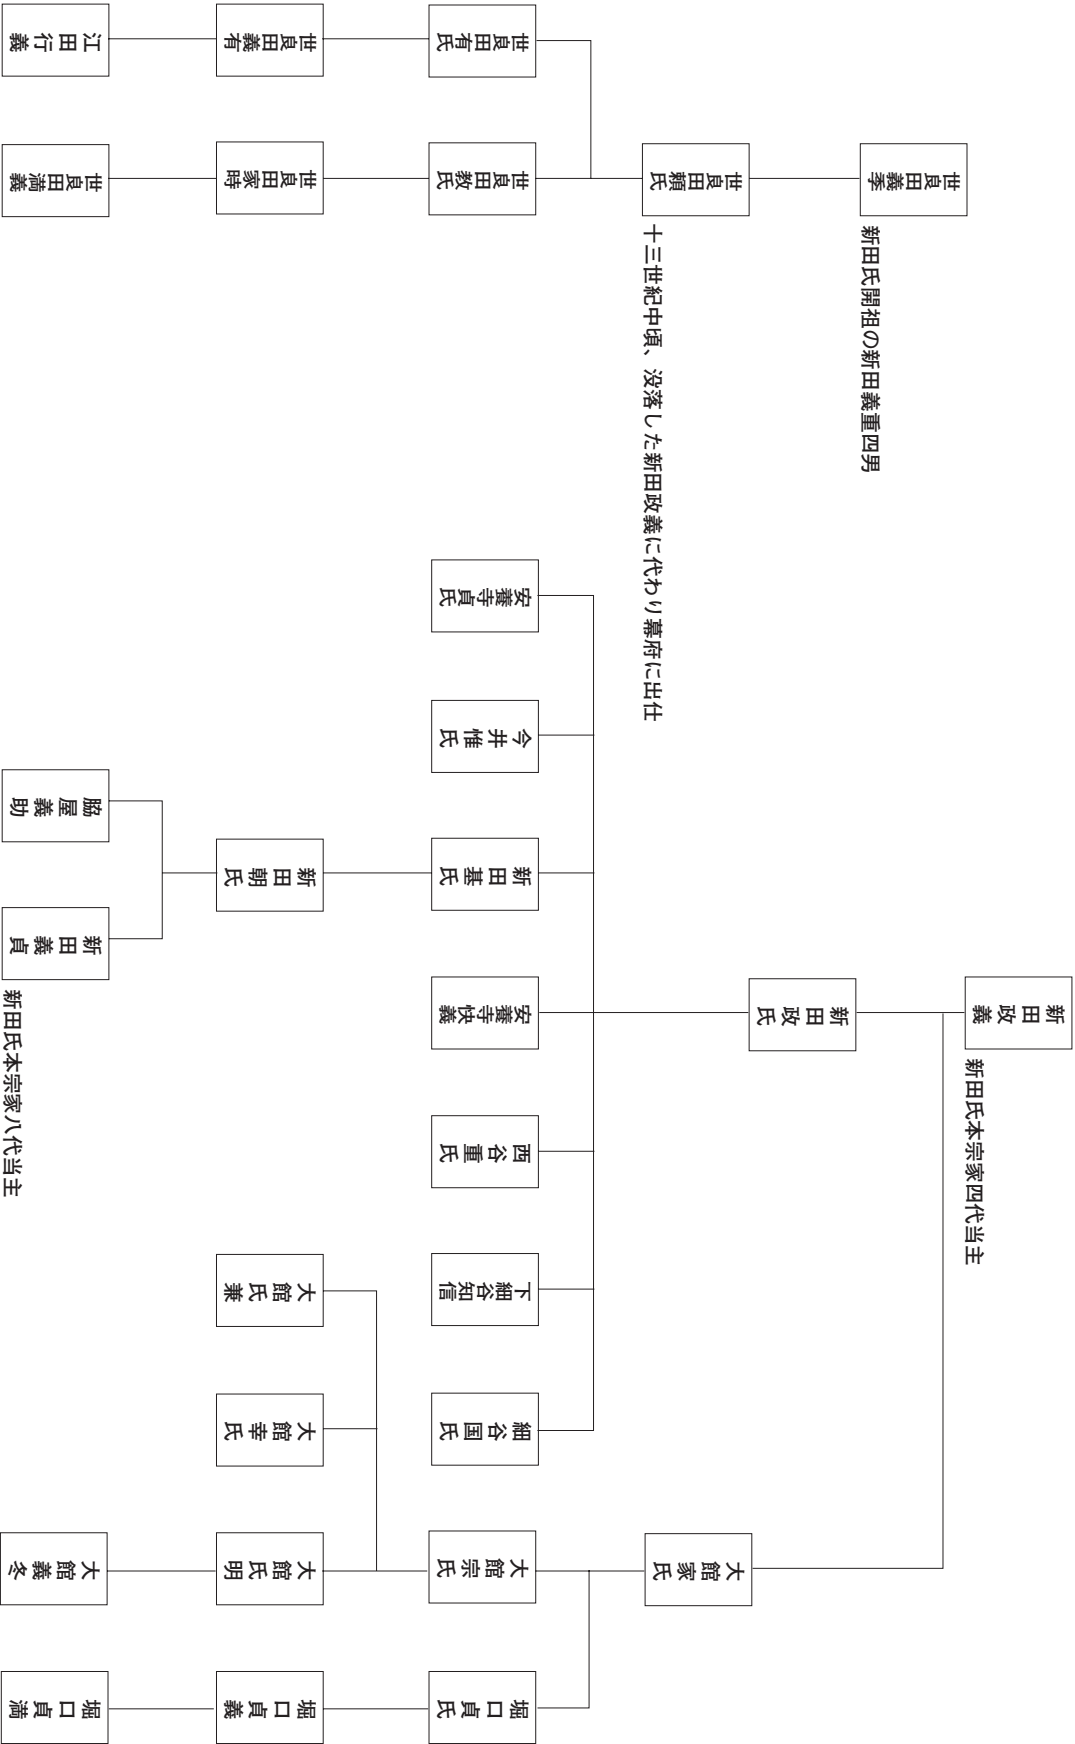 新田政義
新田氏本宗家四代当主
世良田義季
新田氏開祖の新田義重四男
新田政氏
世良田頼氏
十三世紀中頃、没落した新田政義に代わり幕府に出仕
大館家氏
世良田有氏
世良田教氏
安養寺貞氏
今井惟氏
新田基氏
安養寺快義
西谷重氏
下細谷知信
細谷国氏
大館宗氏
堀口貞氏
世良田義有
世良田家時
新田朝氏
大館氏兼
大館幸氏
大館氏明
堀口貞義
江田行義
世良田満義
脇屋義助
新田義貞
新田氏本宗家八代当主
大館義冬
堀口貞満